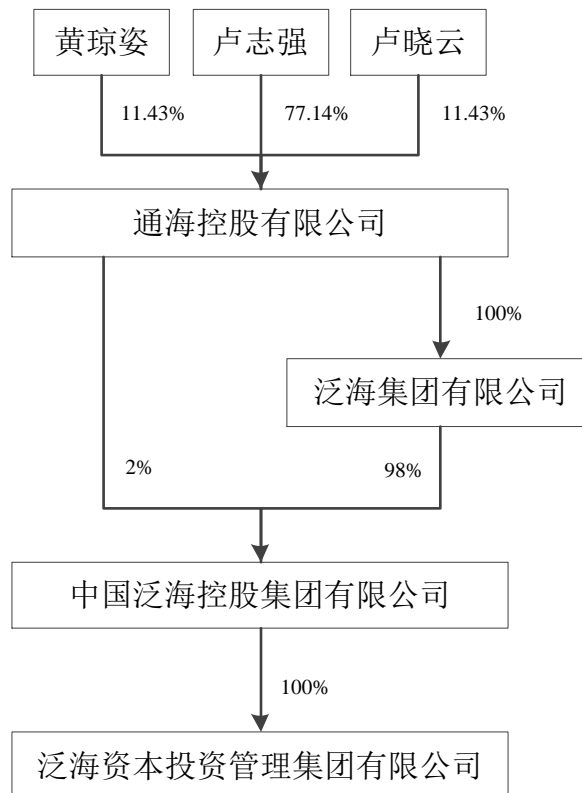 黄琼姿
卢志强
卢晓云
11.43%
77.14%
11.43%
通海控股有限公司
100%
泛海集团有限公司
2%
98%
中国泛海控股集团有限公司
100%
泛海资本投资管理集团有限公司